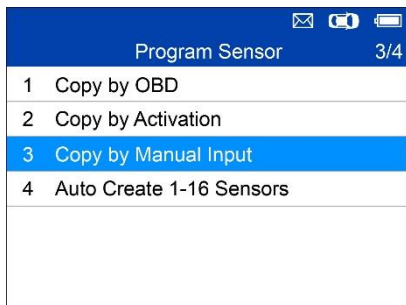 Program Sensor 3/4
1 Copy by OBD
2 Copy by Activation
3 Copy by Manual Input
4 Auto Create 1-16 Sensors